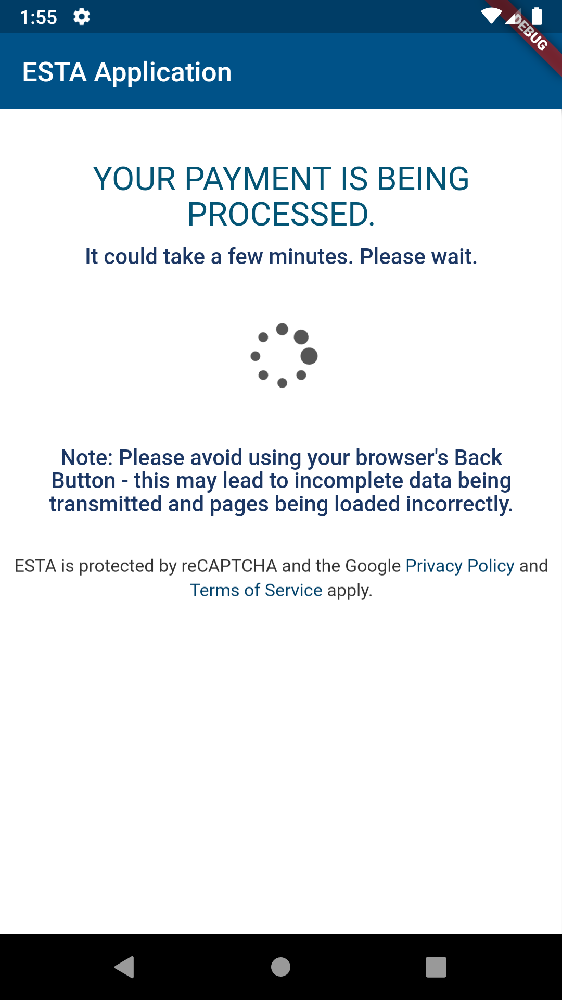 1:55
DEBUG
ESTA Application
YOUR PAYMENT IS BEING
PROCESSED.
It could take a few minutes. Please wait.
Note: Please avoid using your browser's Back
Button - this may lead to incomplete data being
transmitted and pages being loaded incorrectly.
ESTA is protected by reCAPTCHA and the Google Privacy Policy and
Terms of Service apply.